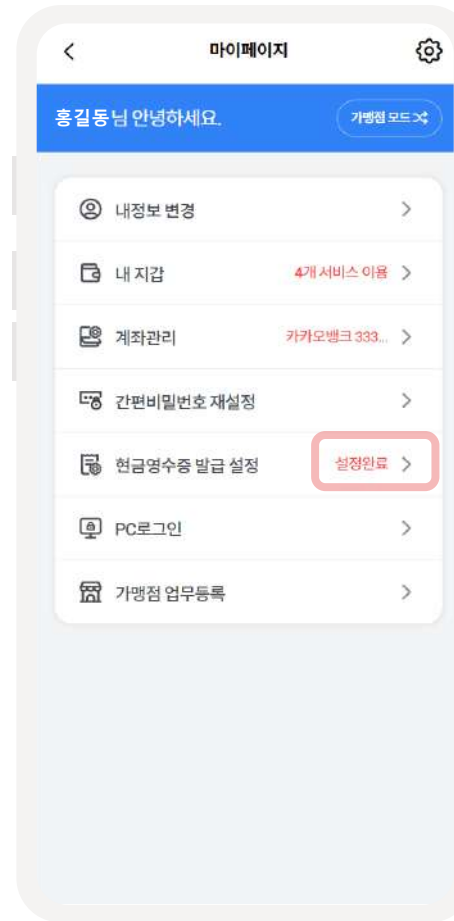 마이페이지
홍길동님 안녕하세요.
가맹점 모드
내정보 변경
내 지갑 4개 서비스 이용
계좌관리 카카오뱅크 333...
간편비밀번호 재설정
현금영수증 발급 설정 설정완료
PC로그인
가맹점 업무등록